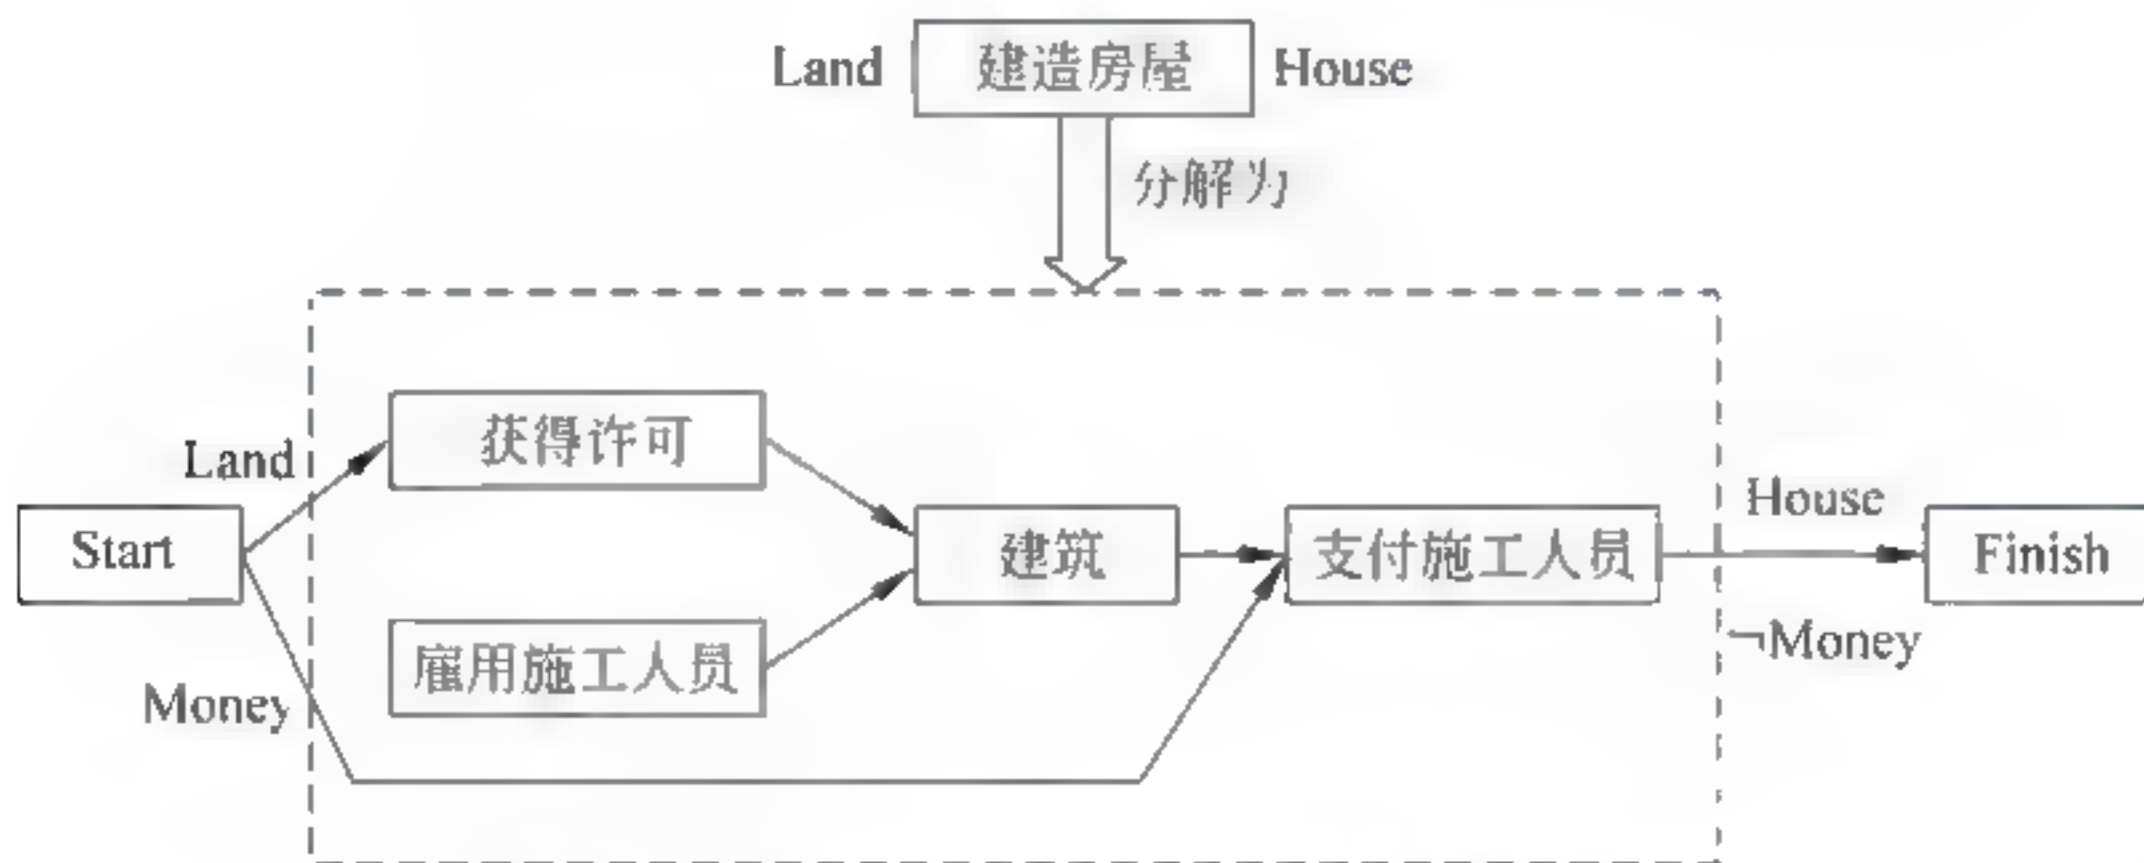 Land 建造房屋 House
分解为
获得许可
Land
Start 建筑 支付施工人员 House Finish
雇用施工人员 ¬Money
Money